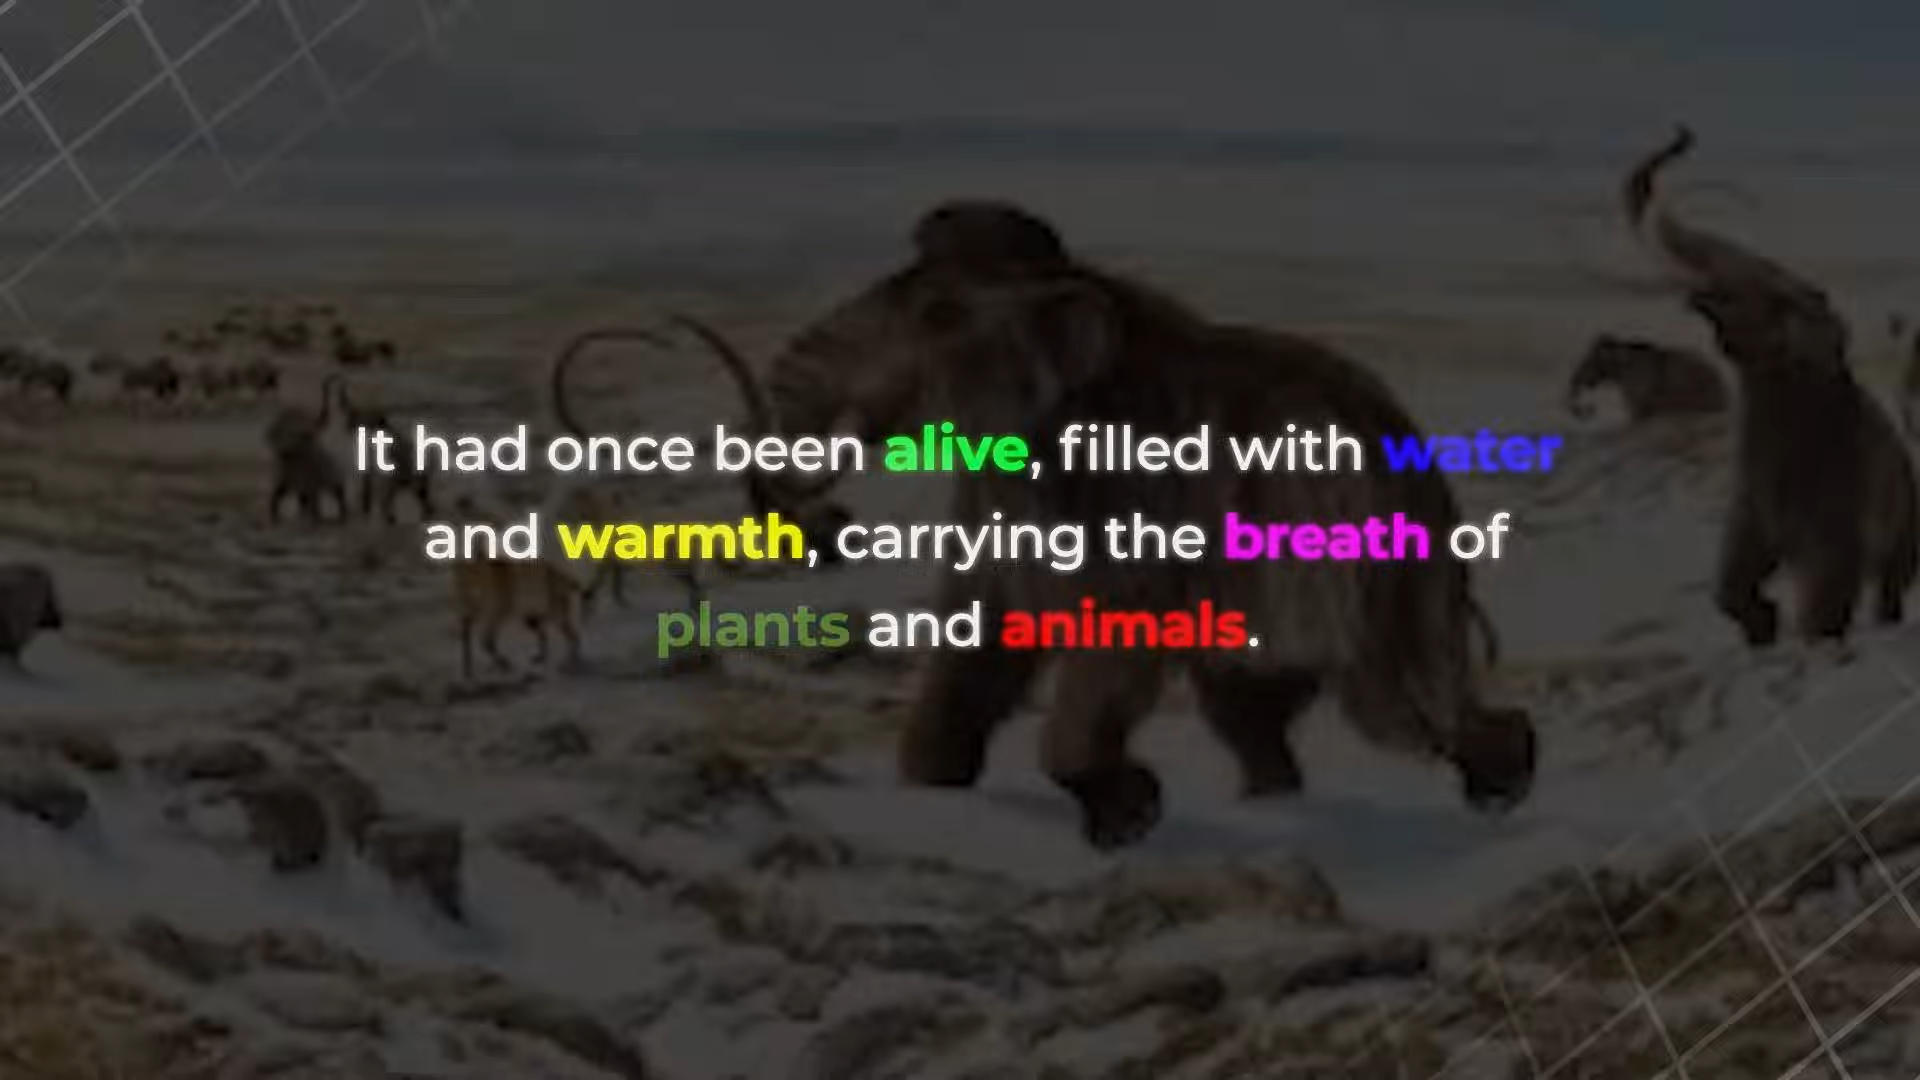 It had once been alive, filled with water
and warmth, carrying the breath of
plants and animals.